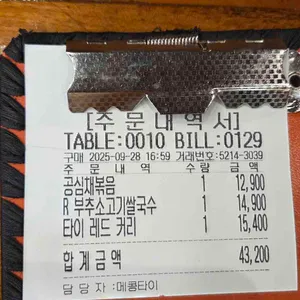 [주 문 내 역 서]
TABLE:0010 BILL:0129
구매 2025-09-28 16:59 거래번호:5214-3039
주 문 내 역 수량 금 액
공심채볶음 1 12,900
R 부추소고기쌀국수 1 14,900
타이 레드 커리 1 15,400
합계금액 43,200
담 당 자 :메콩타이